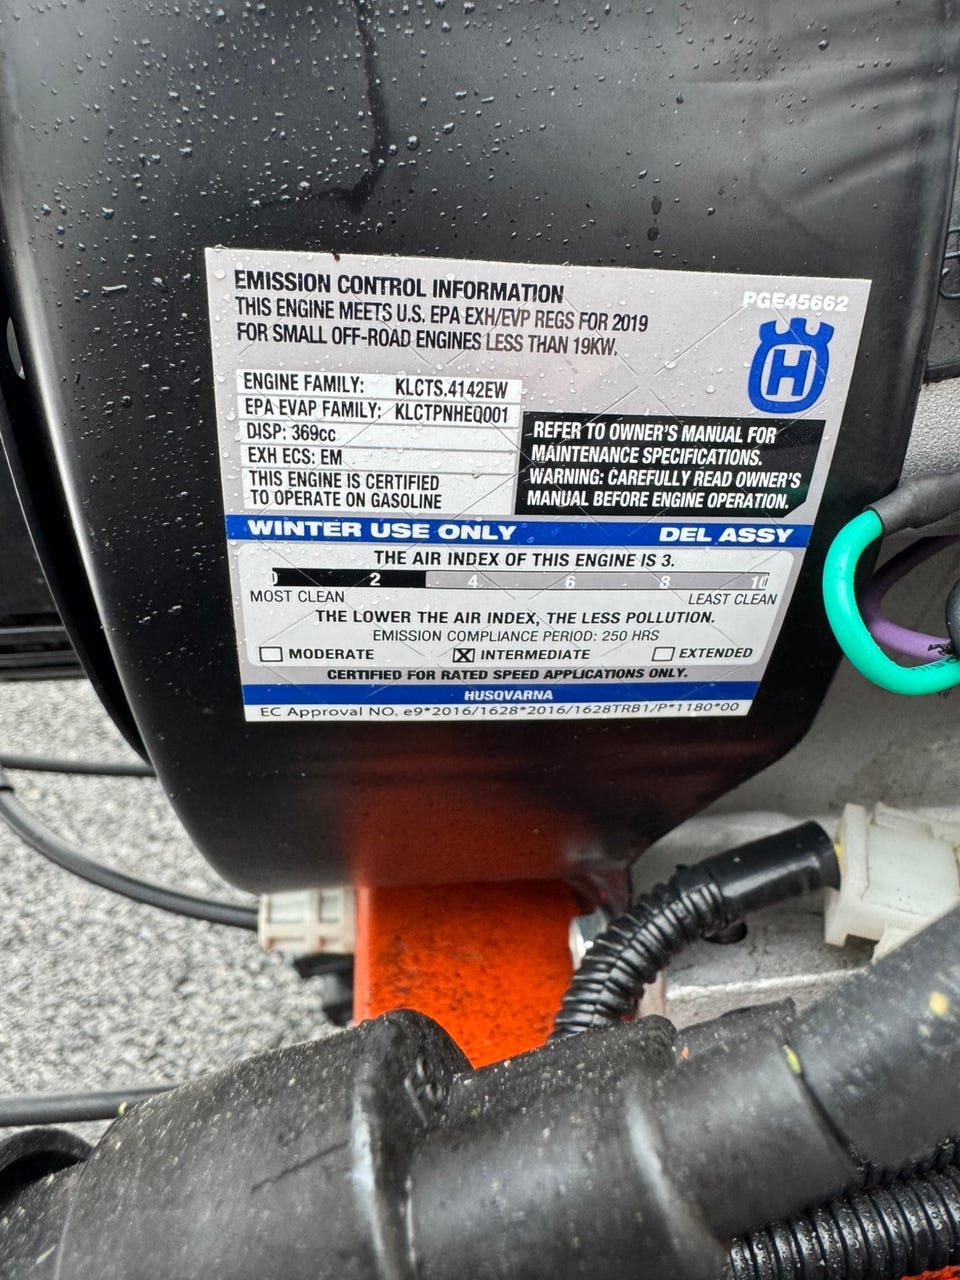 EMISSION CONTROL INFORMATION
THIS ENGINE MEETS U.S. EPA EXH/EVP REGS FOR 2019
FOR SMALL OFF-ROAD ENGINES LESS THAN 19KW.
PGE45662
H
ENGINE FAMILY: KLCTS.4142EW
EPA EVAP FAMILY: KLCTPNHEQ001
DISP: 369cc
EXH ECS: EM
THIS ENGINE IS CERTIFIED
TO OPERATE ON GASOLINE
REFER TO OWNER'S MANUAL FOR
MAINTENANCE SPECIFICATIONS.
WARNING: CAREFULLY READ OWNER'S
MANUAL BEFORE ENGINE OPERATION.
WINTER USE ONLY DEL ASSY
THE AIR INDEX OF THIS ENGINE IS 3.
0 2 4 6 8 10
MOST CLEAN LEAST CLEAN
THE LOWER THE AIR INDEX, THE LESS POLLUTION.
EMISSION COMPLIANCE PERIOD: 250 HRS
MODERATE INTERMEDIATE EXTENDED
CERTIFIED FOR RATED SPEED APPLICATIONS ONLY.
HUSQVARNA
EC Approval NO. e9*2016/1628*2016/1628TRB1/P*1180*00